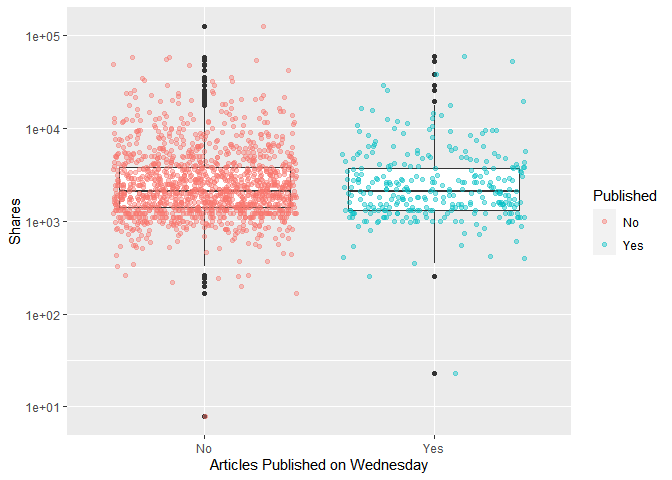 1e+05
1e+04
1e+03
1e+02
1e+01
Shares
No
Yes
Articles Published on Wednesday
Published
No
Yes